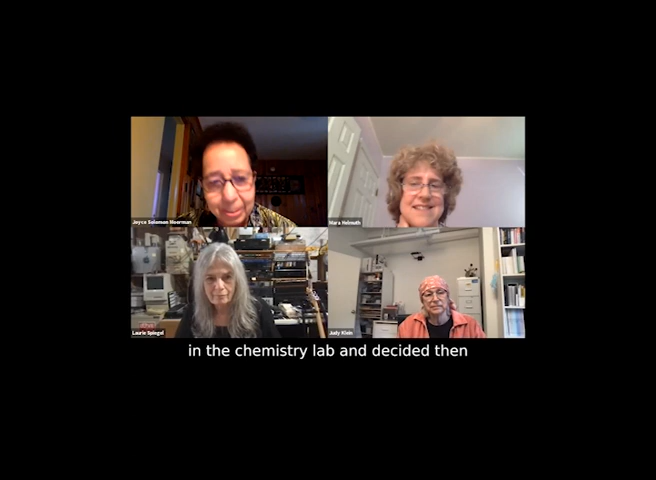 Joyce Solomon Moorman
Mara Helmuth
Laurie Spiegel
Judy Klein
in the chemistry lab and decided then